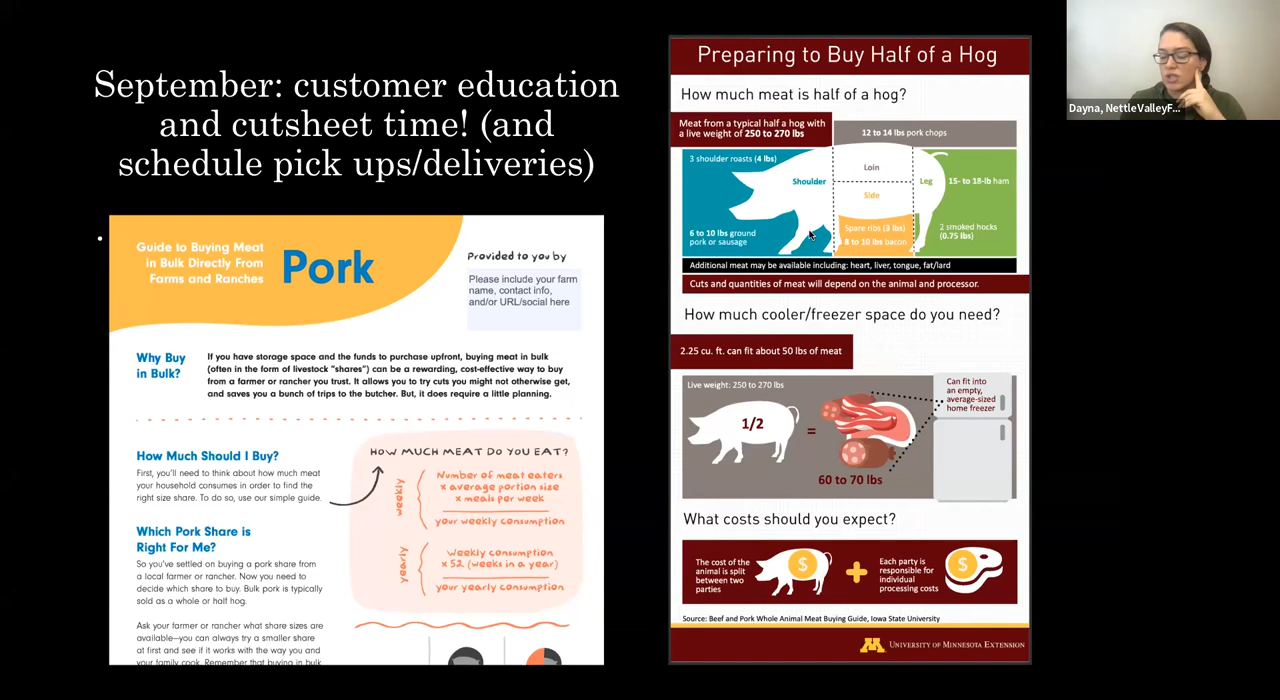 September: customer education
and cutsheet time! (and
schedule pick ups/deliveries)
Guide to Buying Meat
in Bulk Directly From
Farms and Ranches
Pork
Provided to you by
Please include your farm
name, contact info,
and/or URL/social here
Why Buy
in Bulk?
If you have storage space and the funds to purchase upfront, buying meat in bulk
(often in the form of livestock "shares") can be a rewarding, cost-effective way to buy
from a farmer or rancher you trust. It allows you to try cuts you might not otherwise get,
and saves you a bunch of trips to the butcher. But, it does require a little planning.
How Much Should I Buy?
First, you'll need to think about how much meat
your household consumes in order to find the
right size share. To do so, use our simple guide.
HOW MUCH MEAT DO YOU EAT?
weekly
Number of meat eaters
x average portion size
x meals per week
your weekly consumption
yearly
Weekly consumption
x 52 (weeks in a year)
your yearly consumption
Which Pork Share is
Right For Me?
So you've settled on buying a pork share from
a local farmer or rancher. Now you need to
decide which share to buy. Bulk pork is typically
sold as a whole or half hog.
Ask your farmer or rancher what share sizes are
available—you can always try a smaller share
at first and see if it works with the way you and
your family cook. Remember that buying in bulk
Preparing to Buy Half of a Hog
How much meat is half of a hog?
Meat from a typical half a hog with
a live weight of 250 to 270 lbs
12 to 14 lbs pork chops
3 shoulder roasts (4 lbs)
Shoulder
Loin
Side
Leg
15- to 18-lb ham
6 to 10 lbs ground
pork or sausage
Spare ribs (3 lbs)
8 to 10 lbs bacon
2 smoked hocks
(0.75 lbs)
Additional meat may be available including: heart, liver, tongue, fat/lard
Cuts and quantities of meat will depend on the animal and processor.
How much cooler/freezer space do you need?
2.25 cu. ft. can fit about 50 lbs of meat
Live weight: 250 to 270 lbs
1/2
=
60 to 70 lbs
Can fit into
an empty,
average-sized
home freezer
What costs should you expect?
The cost of the
animal is split
between two
parties
$
+
Each party is
responsible for
individual
processing costs
$
Source: Beef and Pork Whole Animal Meat Buying Guide, Iowa State University
M
UNIVERSITY OF MINNESOTA EXTENSION
Dayna, NettleValleyF...